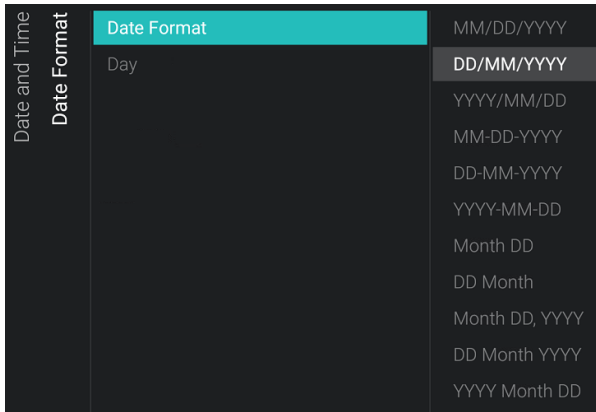 Date and Time
Date Format
Date Format
Day
MM/DD/YYYY
DD/MM/YYYY
YYYY/MM/DD
MM-DD-YYYY
DD-MM-YYYY
YYYY-MM-DD
Month DD
DD Month
Month DD, YYYY
DD Month YYYY
YYYY Month DD